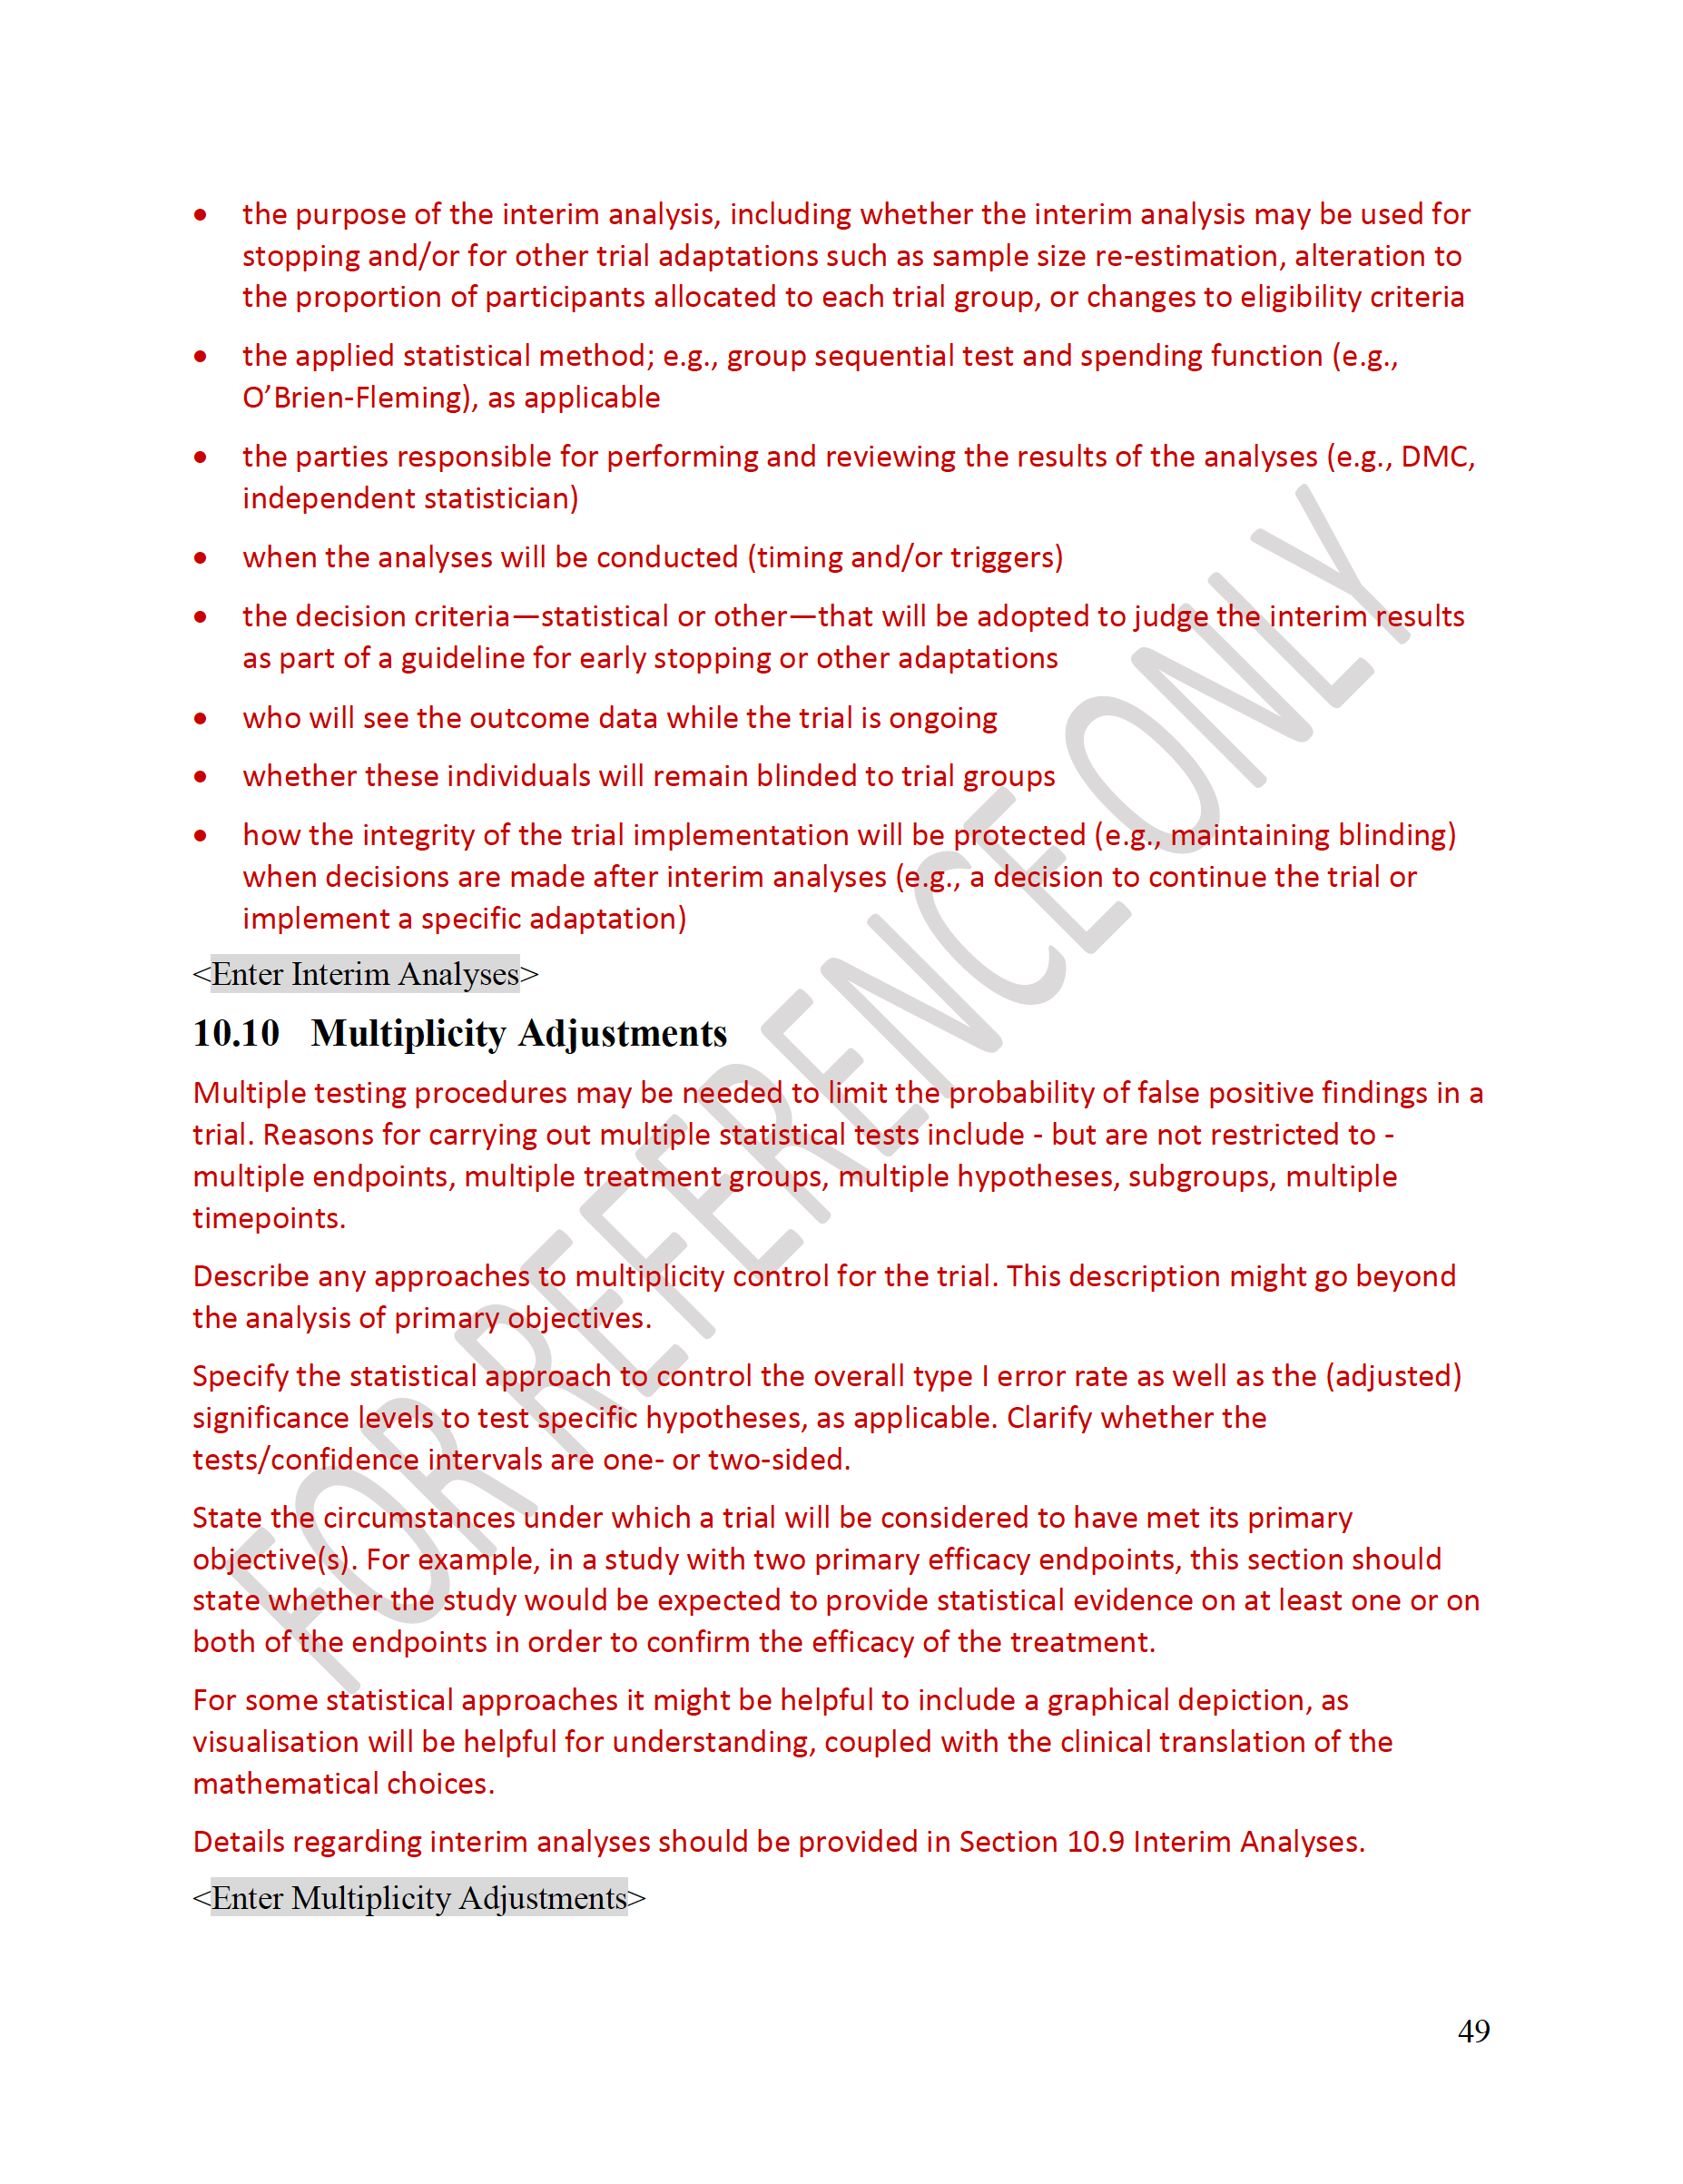 • the purpose of the interim analysis, including whether the interim analysis may be used for
stopping and/or for other trial adaptations such as sample size re-estimation, alteration to
the proportion of participants allocated to each trial group, or changes to eligibility criteria
• the applied statistical method; e.g., group sequential test and spending function (e.g.,
O’Brien-Fleming), as applicable
• the parties responsible for performing and reviewing the results of the analyses (e.g., DMC,
independent statistician)
• when the analyses will be conducted (timing and/or triggers)
• the decision criteria—statistical or other—that will be adopted to judge the interim results
as part of a guideline for early stopping or other adaptations
• who will see the outcome data while the trial is ongoing
• whether these individuals will remain blinded to trial groups
• how the integrity of the trial implementation will be protected (e.g., maintaining blinding)
when decisions are made after interim analyses (e.g., a decision to continue the trial or
implement a specific adaptation)
<Enter Interim Analyses>
10.10 Multiplicity Adjustments
Multiple testing procedures may be needed to limit the probability of false positive findings in a
trial. Reasons for carrying out multiple statistical tests include - but are not restricted to -
multiple endpoints, multiple treatment groups, multiple hypotheses, subgroups, multiple
timepoints.
Describe any approaches to multiplicity control for the trial. This description might go beyond
the analysis of primary objectives.
Specify the statistical approach to control the overall type I error rate as well as the (adjusted)
significance levels to test specific hypotheses, as applicable. Clarify whether the
tests/confidence intervals are one- or two-sided.
State the circumstances under which a trial will be considered to have met its primary
objective(s). For example, in a study with two primary efficacy endpoints, this section should
state whether the study would be expected to provide statistical evidence on at least one or on
both of the endpoints in order to confirm the efficacy of the treatment.
For some statistical approaches it might be helpful to include a graphical depiction, as
visualisation will be helpful for understanding, coupled with the clinical translation of the
mathematical choices.
Details regarding interim analyses should be provided in Section 10.9 Interim Analyses.
<Enter Multiplicity Adjustments>
49
FOR REFERENCE ONLY